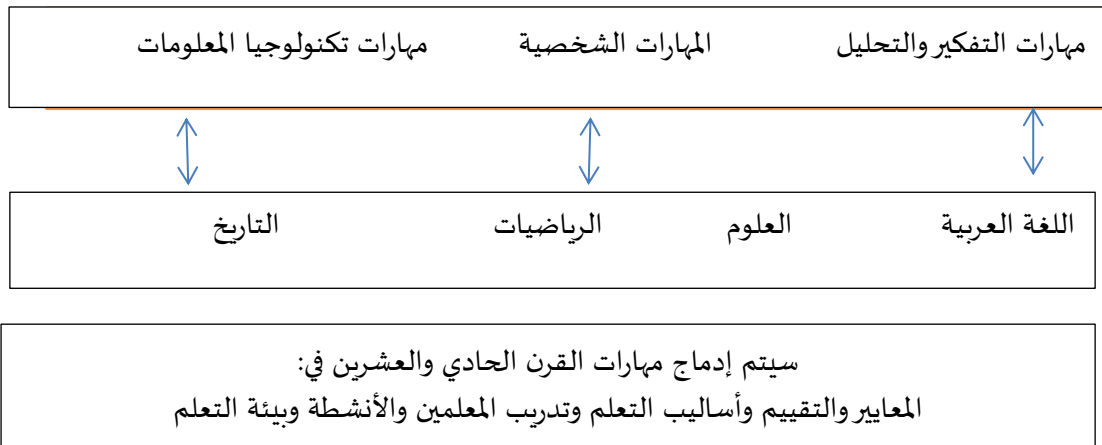 مهارات التفكير والتحليل المهارات الشخصية مهارات تكنولوجيا المعلومات
اللغة العربية العلوم الرياضيات التاريخ
سيتم إدماج مهارات القرن الحادي والعشرين في:
المعايير والتقييم وأساليب التعلم وتدريب المعلمين والأنشطة وبيئة التعلم